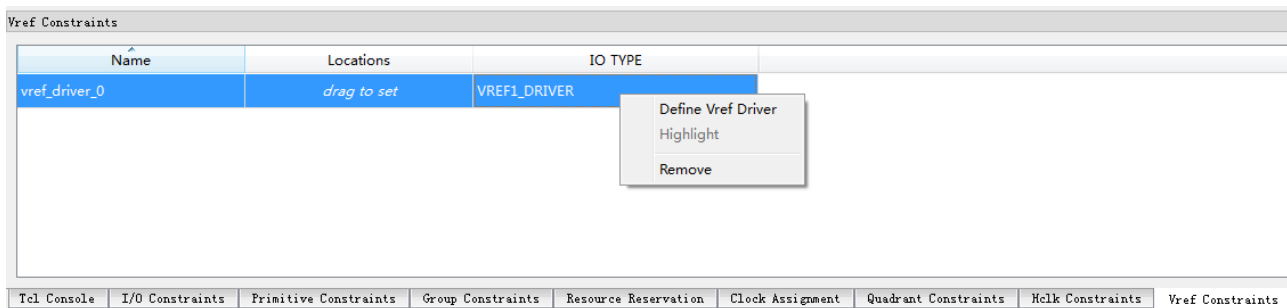 Vref Constraints
Name Locations IO TYPE
vref_driver_0 drag to set VREF1_DRIVER
Define Vref Driver
Highlight
Remove
Tcl Console I/O Constraints Primitive Constraints Group Constraints Resource Reservation Clock Assignment Quadrant Constraints Hclk Constraints Vref Constraints